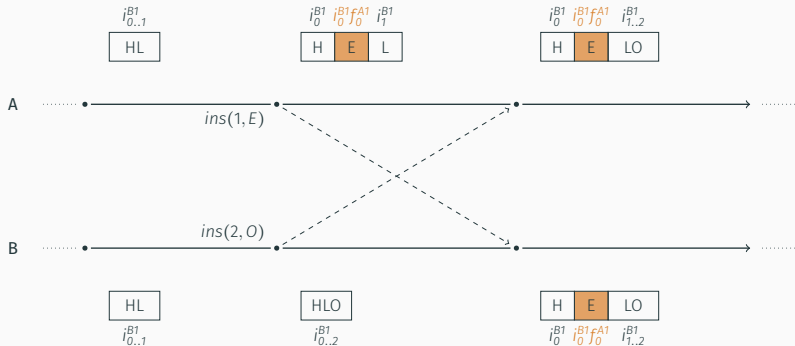 i^{B1}_{0..1} i^{B1}_0 i^{B1}_0 f^{A1}_0 i^{B1}_1 i^{B1}_0 i^{B1}_0 f^{A1}_0 i^{B1}_{1..2}
HL H E L H E LO
A
ins(1, E)
ins(2, O)
B
HL HLO H E LO
i^{B1}_{0..1} i^{B1}_{0..2} i^{B1}_0 i^{B1}_0 f^{A1}_0 i^{B1}_{1..2}